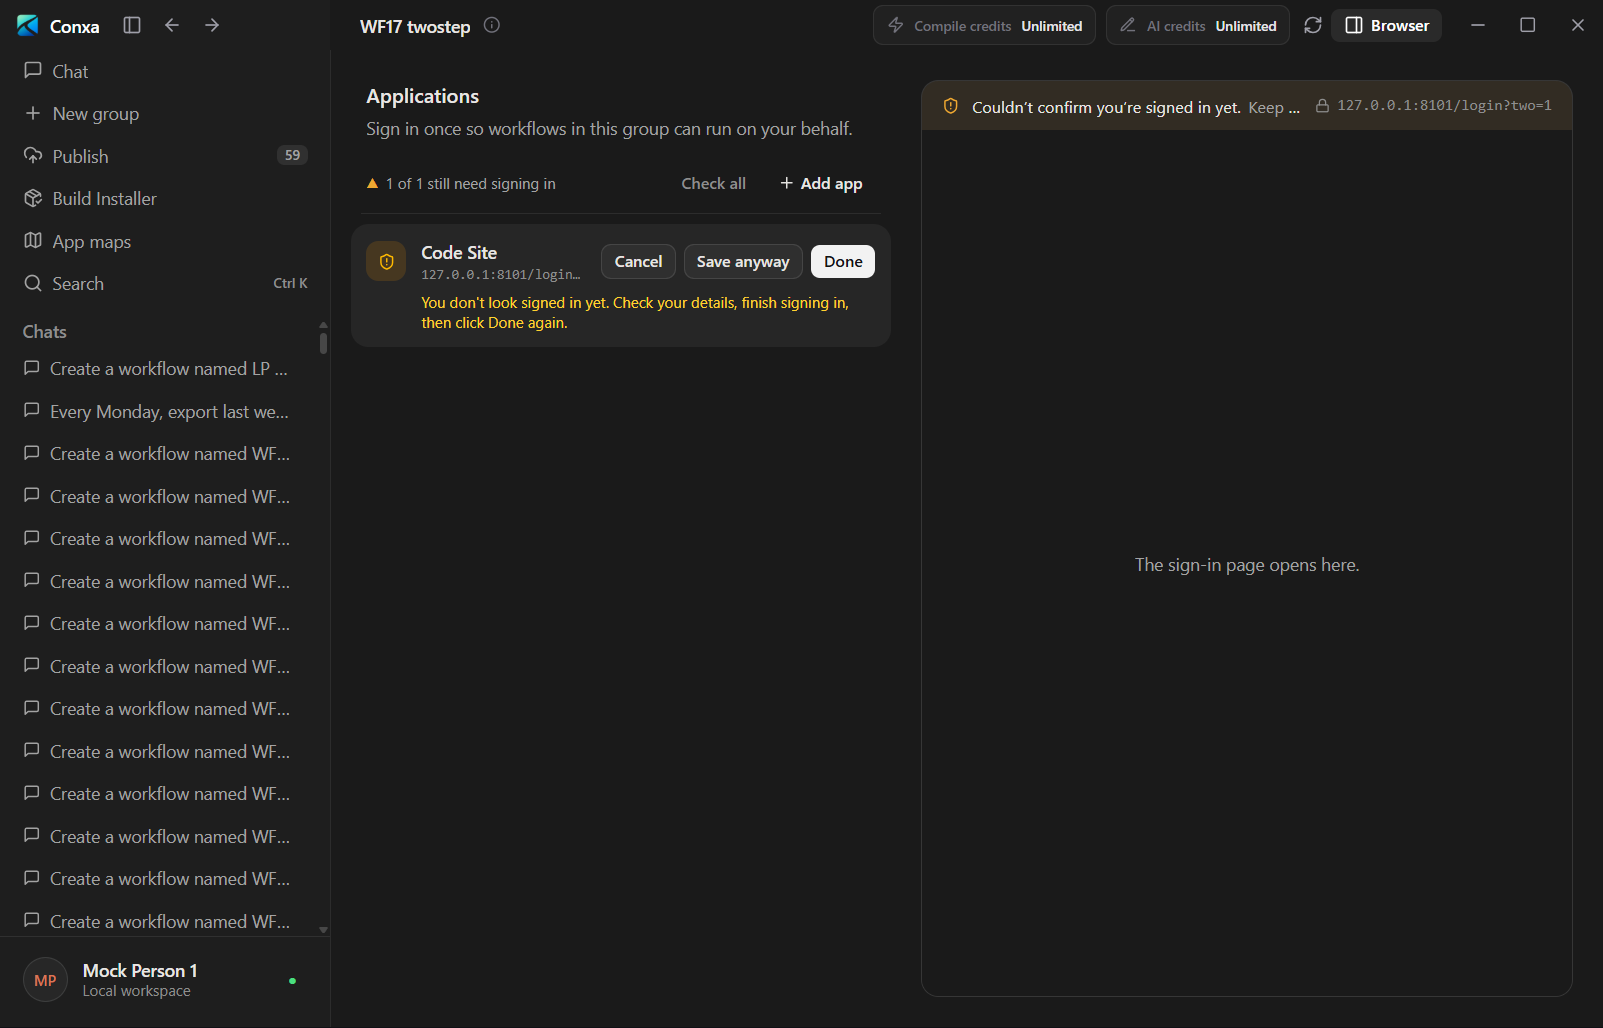 Conxa
WF17 twostep
Compile credits Unlimited
AI credits Unlimited
Browser
Chat
New group
Publish
59
Build Installer
App maps
Search
Ctrl K
Chats
Create a workflow named LP ...
Every Monday, export last we...
Create a workflow named WF...
Create a workflow named WF...
Create a workflow named WF...
Create a workflow named WF...
Create a workflow named WF...
Create a workflow named WF...
Create a workflow named WF...
Create a workflow named WF...
Create a workflow named WF...
Create a workflow named WF...
Create a workflow named WF...
Create a workflow named WF...
MP
Mock Person 1
Local workspace
Applications
Sign in once so workflows in this group can run on your behalf.
1 of 1 still need signing in
Check all
Add app
Code Site
127.0.0.1:8101/login...
Cancel
Save anyway
Done
You don't look signed in yet. Check your details, finish signing in,
then click Done again.
Couldn’t confirm you’re signed in yet. Keep ...
127.0.0.1:8101/login?two=1
The sign-in page opens here.